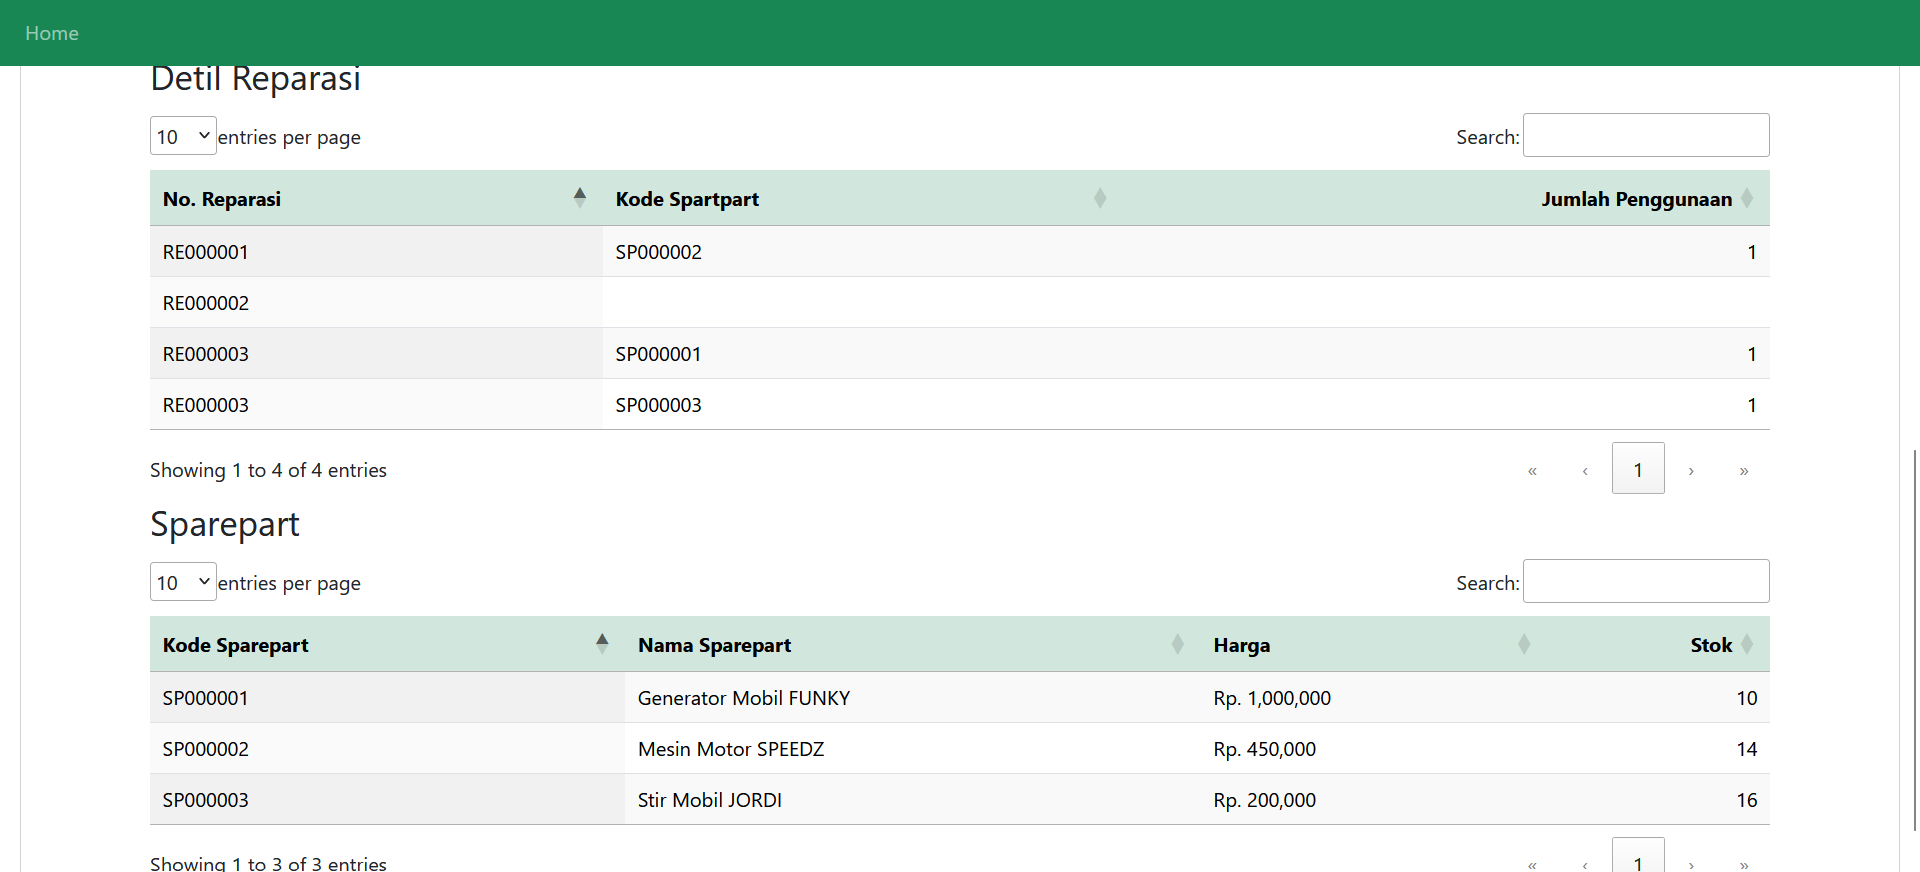 Home
Detil Reparasi
10 entries per page Search:
No. Reparasi Kode Spartpart Jumlah Penggunaan
RE000001 SP000002 1
RE000002
RE000003 SP000001 1
RE000003 SP000003 1
Showing 1 to 4 of 4 entries « ‹ 1 › »
Sparepart
10 entries per page Search:
Kode Sparepart Nama Sparepart Harga Stok
SP000001 Generator Mobil FUNKY Rp. 1,000,000 10
SP000002 Mesin Motor SPEEDZ Rp. 450,000 14
SP000003 Stir Mobil JORDI Rp. 200,000 16
Showing 1 to 3 of 3 entries « ‹ 1 › »